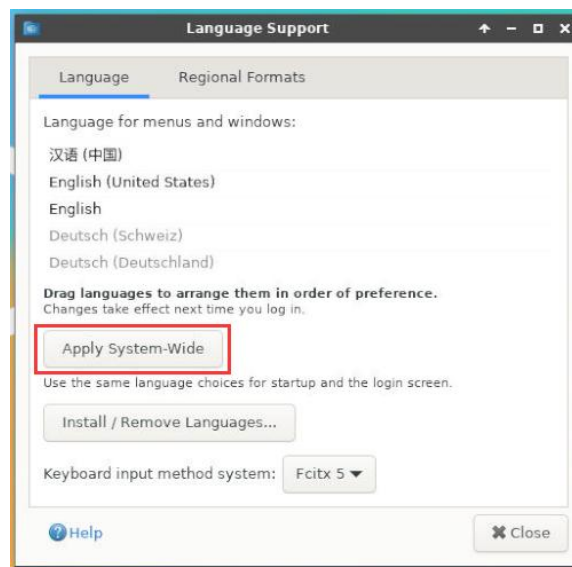 Language Support
Language Regional Formats
Language for menus and windows:
汉语 (中国)
English (United States)
English
Deutsch (Schweiz)
Deutsch (Deutschland)
Drag languages to arrange them in order of preference.
Changes take effect next time you log in.
Apply System-Wide
Use the same language choices for startup and the login screen.
Install / Remove Languages...
Keyboard input method system: Fcitx 5
Help Close